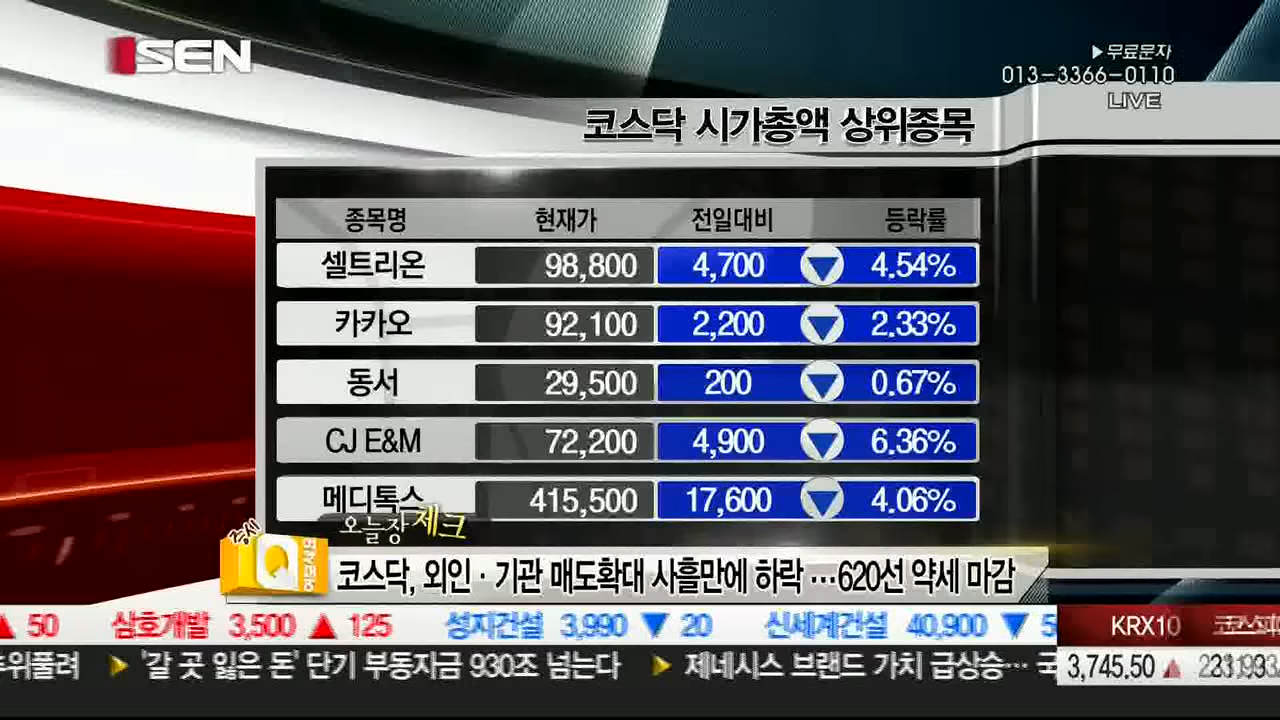 SEN
▶무료문자
013-3366-0110
LIVE
코스닥 시가총액 상위종목
종목명 현재가 전일대비 등락률
셀트리온 98,800 4,700 ▼ 4.54%
카카오 92,100 2,200 ▼ 2.33%
동서 29,500 200 ▼ 0.67%
CJ E&M 72,200 4,900 ▼ 6.36%
메디톡스 415,500 17,600 ▼ 4.06%
오늘장 체크
증시 IQ
코스닥, 외인·기관 매도확대 사흘만에 하락…620선 약세 마감
▲ 50 삼호개발 3,500 ▲ 125 성지건설 3,990 ▼ 20 신세계건설 40,900 ▼ 5
KRX10
위풀려 ▶ '갈 곳 잃은 돈' 단기 부동자금 930조 넘는다 ▶ 제네시스 브랜드 가치 급상승… 국
3,745.50 ▲